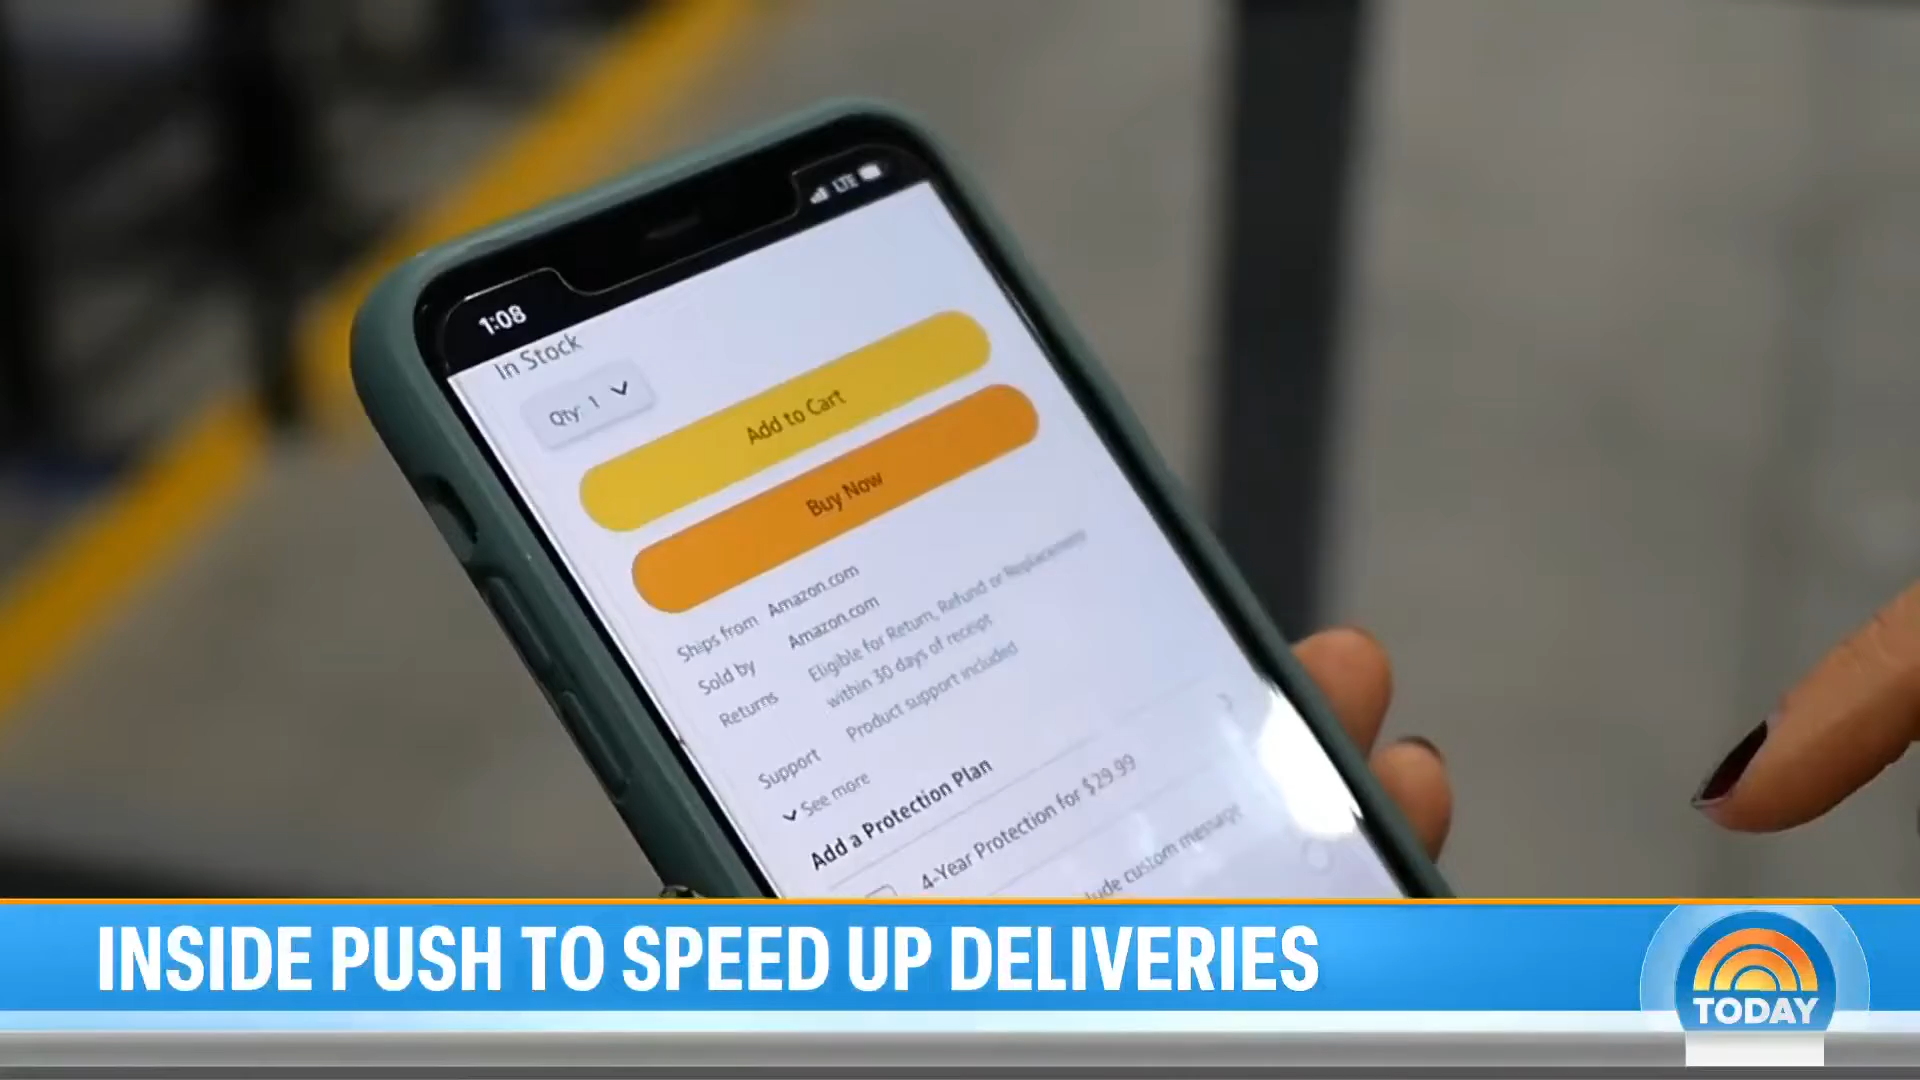 1:08
LTE
In Stock
Qty: 1
Add to Cart
Buy Now
Ships from Amazon.com
Sold by Amazon.com
Returns Eligible for Return, Refund or Replacement
within 30 days of receipt
Support Product included support
See more
Add a Protection Plan
4-Year Protection for $29.99
custom message
INSIDE PUSH TO SPEED UP DELIVERIES
TODAY